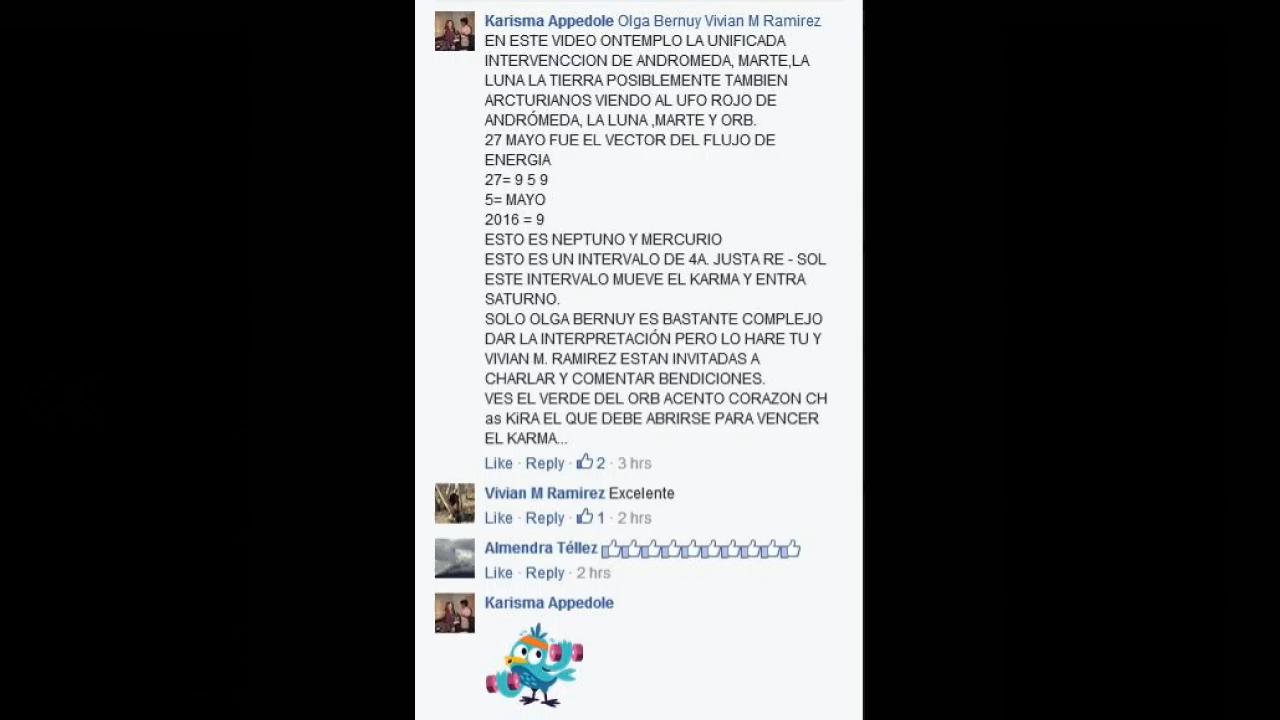 Karisma Appedole Olga Bernuy Vivian M Ramirez
EN ESTE VIDEO ONTEMPLO LA UNIFICADA
INTERVENCCION DE ANDROMEDA, MARTE,LA
LUNA LA TIERRA POSIBLEMENTE TAMBIEN
ARCTURIANOS VIENDO AL UFO ROJO DE
ANDRÓMEDA, LA LUNA ,MARTE Y ORB.
27 MAYO FUE EL VECTOR DEL FLUJO DE
ENERGIA
27= 9 5 9
5= MAYO
2016 = 9
ESTO ES NEPTUNO Y MERCURIO
ESTO ES UN INTERVALO DE 4A. JUSTA RE - SOL
ESTE INTERVALO MUEVE EL KARMA Y ENTRA
SATURNO.
SOLO OLGA BERNUY ES BASTANTE COMPLEJO
DAR LA INTERPRETACIÓN PERO LO HARE TU Y
VIVIAN M. RAMIREZ ESTAN INVITADAS A
CHARLAR Y COMENTAR BENDICIONES.
VES EL VERDE DEL ORB ACENTO CORAZON CH
as KiRA EL QUE DEBE ABRIRSE PARA VENCER
EL KARMA...
Like · Reply · 2 · 3 hrs
Vivian M Ramirez Excelente
Like · Reply · 1 · 2 hrs
Almendra Téllez
Like · Reply · 2 hrs
Karisma Appedole